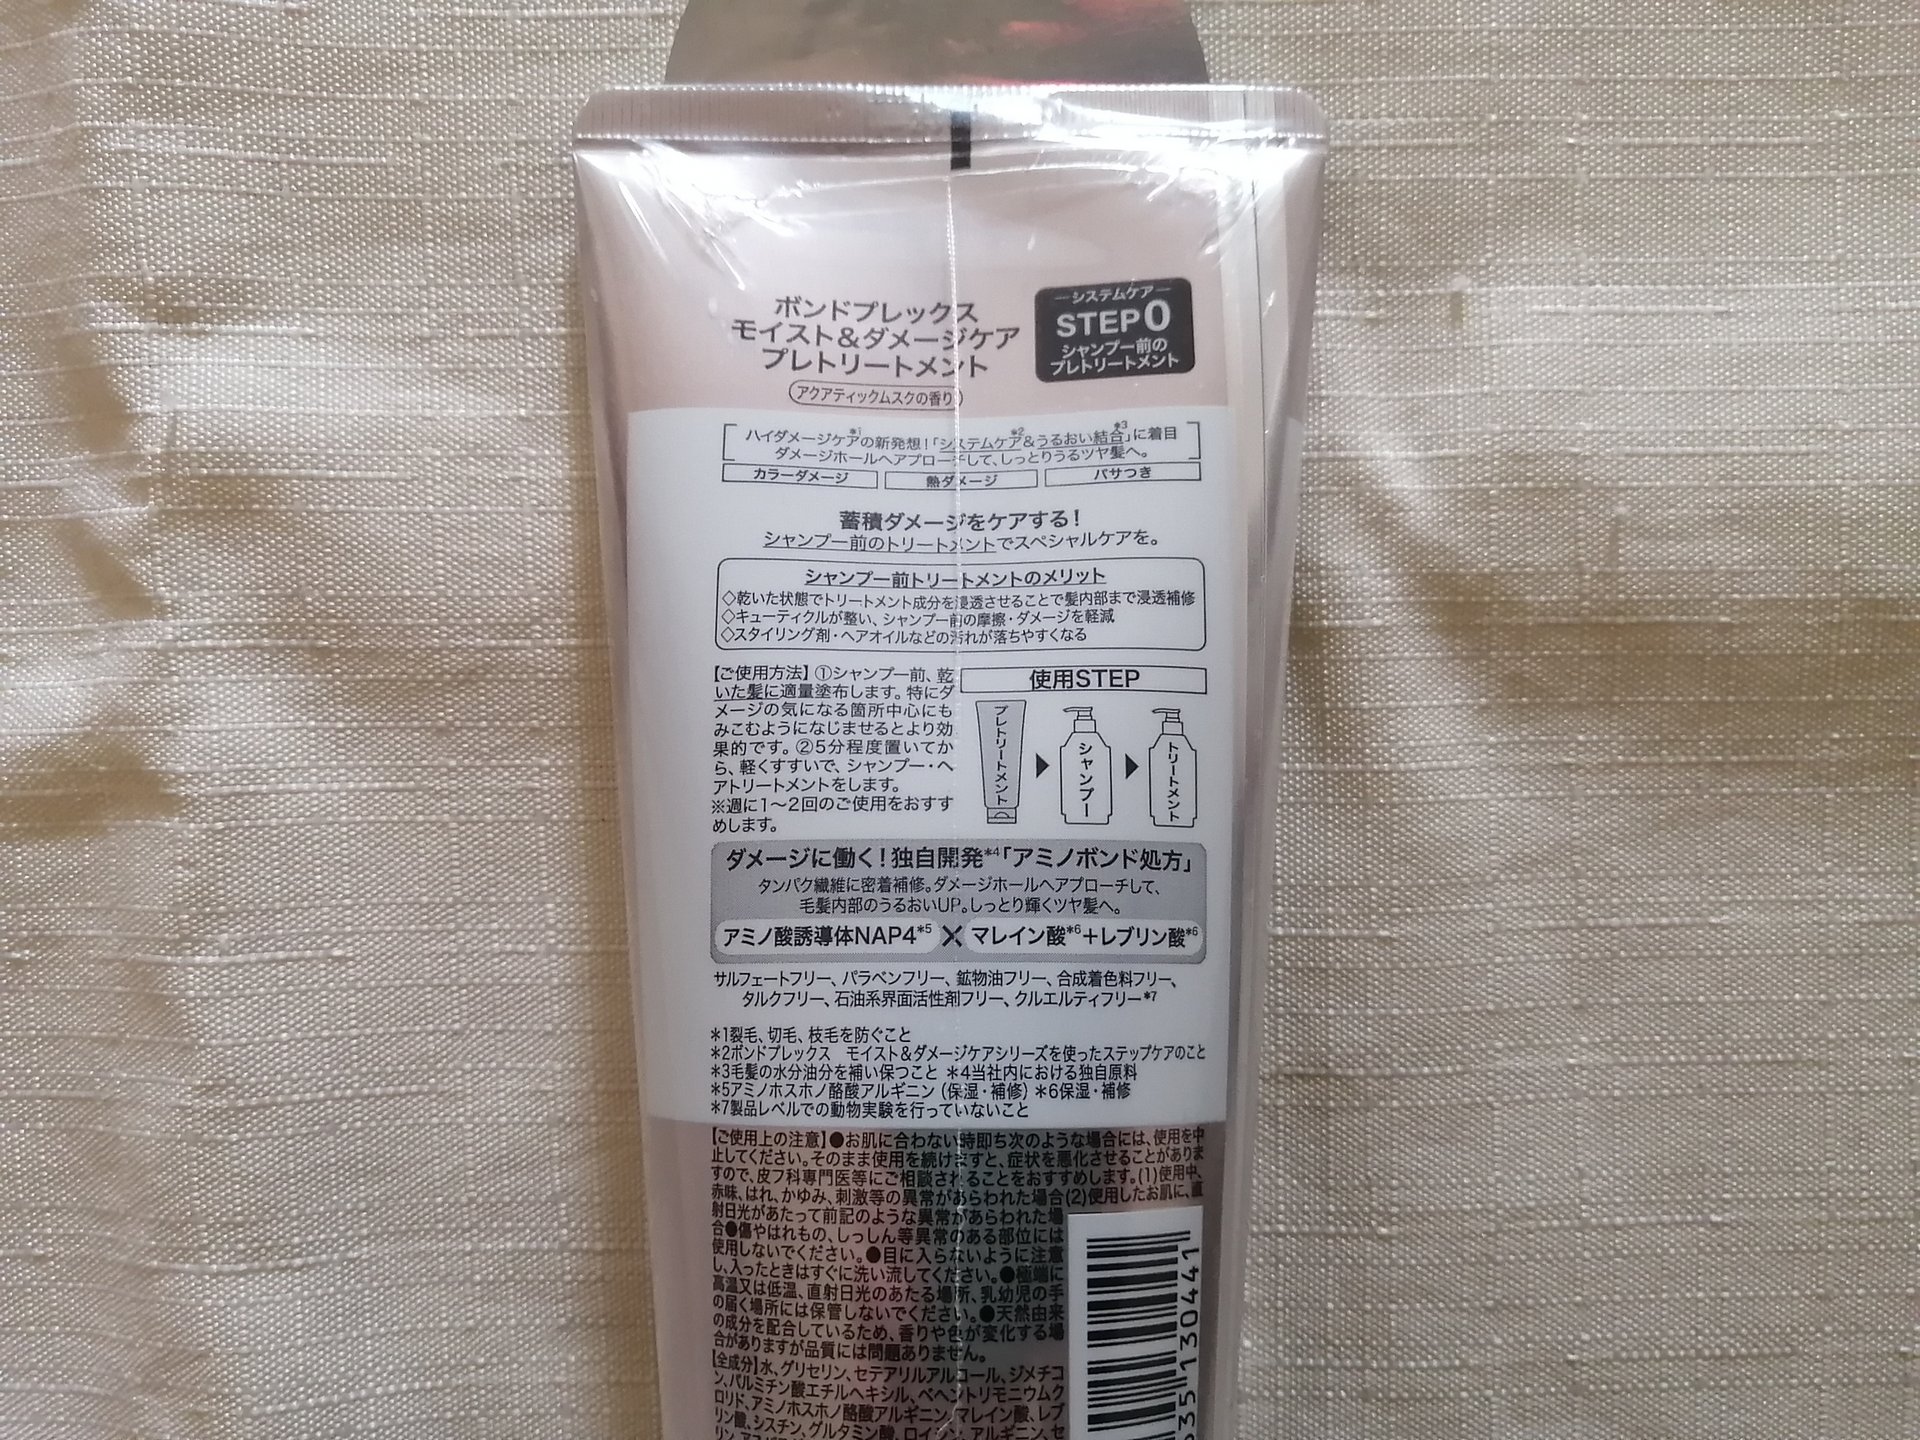 ボンドプレックス
モイスト&ダメージケア
プレトリートメント
アクアティックムスクの香り
システムケア
STEP0
シャンプー前の
プレトリートメント
ハイダメージケア*1の新発想!「システムケア*2&うるおい結合*3」に着目
ダメージホールへアプローチして、しっとりうるツヤ髪へ。
カラーダメージ
熱ダメージ
パサつき
蓄積ダメージをケアする!
シャンプー前のトリートメントでスペシャルケアを。
シャンプー前トリートメントのメリット
◇乾いた状態でトリートメント成分を浸透させることで髪内部まで浸透補修
◇キューティクルが整い、シャンプー前の摩擦・ダメージを軽減
◇スタイリング剤・ヘアオイルなどの汚れが落ちやすくなる
【ご使用方法】①シャンプー前、乾
いた髪に適量塗布します。特にダ
メージの気になる箇所中心にも
みこむようになじませるとより効
果的です。②5分程度置いてか
ら、軽くすすいで、シャンプー・ヘ
アトリートメントをします。
※週に1〜2回のご使用をおすす
めします。
使用STEP
プレトリートメント
シャンプー
トリートメント
ダメージに働く!独自開発*4「アミノボンド処方」
タンパク繊維に密着補修。ダメージホールへアプローチして、
毛髪内部のうるおいUP。しっとり輝くツヤ髪へ。
アミノ酸誘導体NAP4*5 × マレイン酸*6+レブリン酸*6
サルフェートフリー、パラベンフリー、鉱物油フリー、合成着色料フリー、
タルクフリー、石油系界面活性剤フリー、クルエルティフリー*7
*1裂毛、切毛、枝毛を防ぐこと
*2ボンドプレックス モイスト&ダメージケアシリーズを使ったステップケアのこと
*3毛髪の水分油分を補い保つこと *4当社内における独自原料
*5アミノホスホノ酪酸アルギニン(保湿・補修) *6保湿・補修
*7製品レベルでの動物実験を行っていないこと
【ご使用上の注意】●お肌に合わない時即ち次のような場合には、使用を中
止してください。そのまま使用を続けますと、症状を悪化させることがありま
すので、皮フ科専門医等にご相談されることをおすすめします。(1)使用中、
赤味、はれ、かゆみ、刺激等の異常があらわれた場合(2)使用したお肌に、直
射日光があたって前記のような異常があらわれた場
合●傷やはれもの、しっしん等異常のある部位には
使用しないでください。●目に入らないように注意
し、入ったときはすぐに洗い流してください。●極端に
高温又は低温、直射日光のあたる場所、乳幼児の手
の届く場所には保管しないでください。●天然由来
の成分を配合しているため、香りや色が変化する場
合がありますが品質には問題ありません。
【全成分】水、グリセリン、セテアリルアルコール、ジメチコ
ン、パルミチン酸エチルヘキシル、ベヘントリモニウムク
ロリド、アミノホスホノ酪酸アルギニン、マレイン酸、レブ
リン酸、シスチン、グルタミン酸、ロイシン、アルギニン、セ
35130441